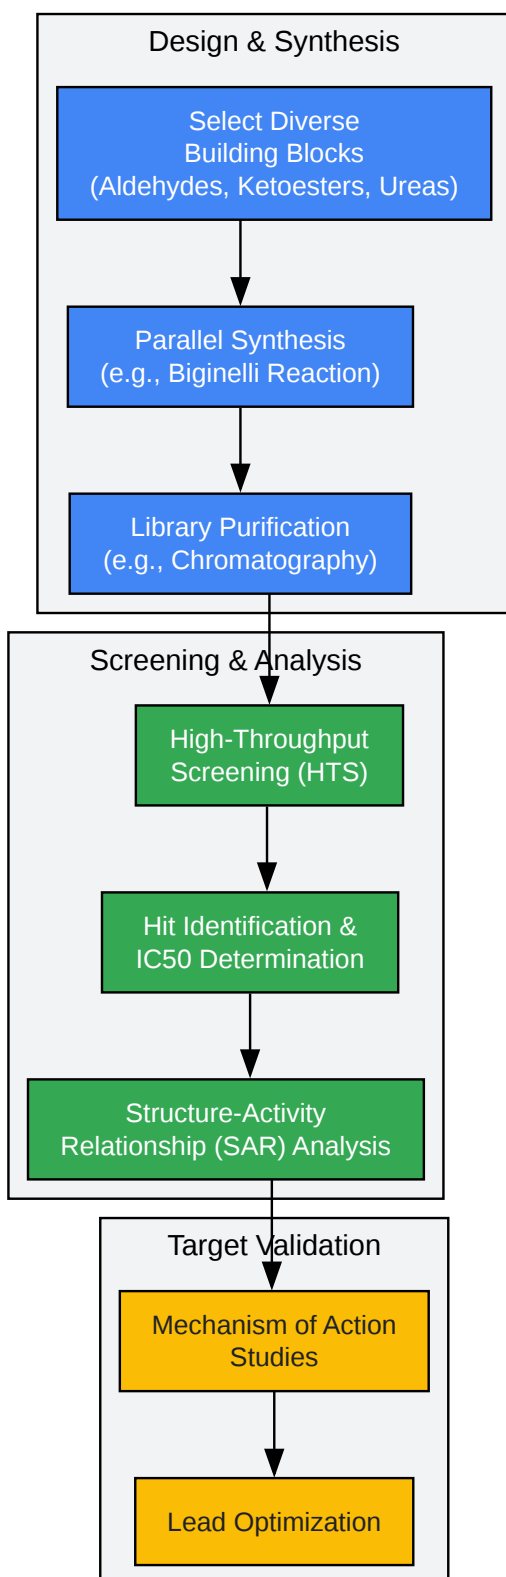 Design & Synthesis
Select Diverse
Building Blocks
(Aldehydes, Ketoesters, Ureas)
Parallel Synthesis
(e.g., Biginelli Reaction)
Library Purification
(e.g., Chromatography)
Screening & Analysis
High-Throughput
Screening (HTS)
Hit Identification &
IC50 Determination
Structure-Activity
Relationship (SAR) Analysis
Target Validation
Mechanism of Action
Studies
Lead Optimization